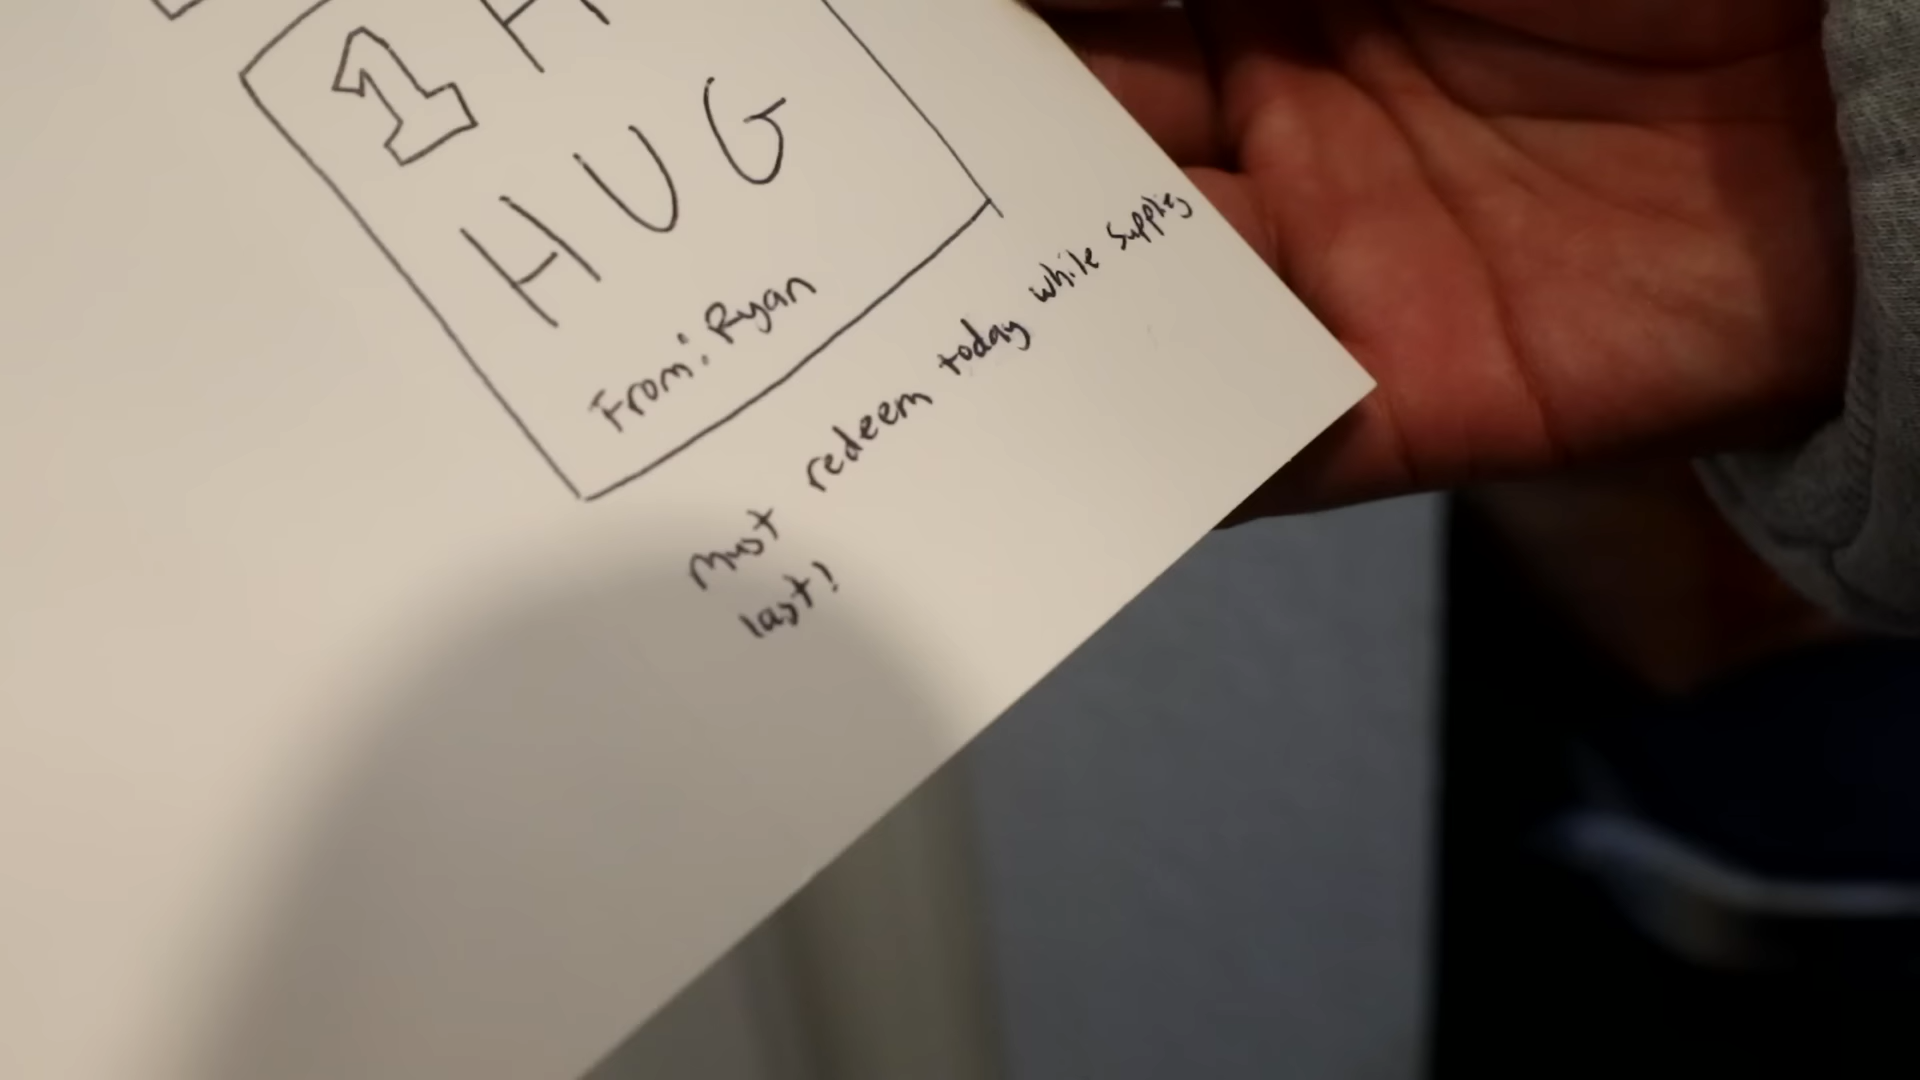 1 H
HUG
From: Ryan
must redeem today while supplies
last!